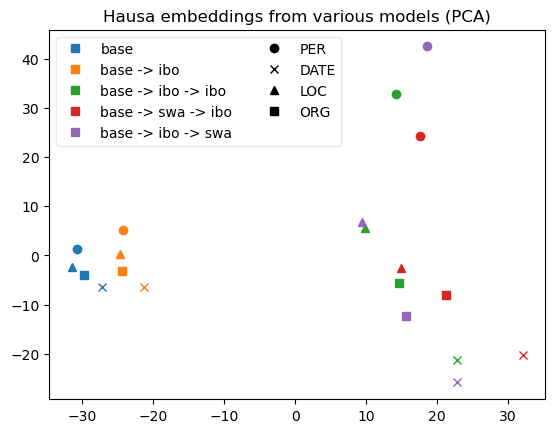 Hausa embeddings from various models (PCA)
base
base -> ibo
base -> ibo -> ibo
base -> swa -> ibo
base -> ibo -> swa
PER
DATE
LOC
ORG
40
30
20
10
0
−10
−20
−30 −20 −10 0 10 20 30